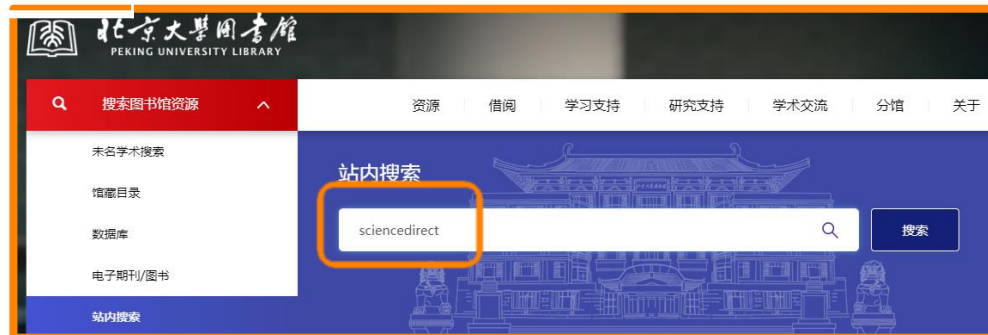 北京大學圖書館
PEKING UNIVERSITY LIBRARY
搜索图书馆资源
资源
借阅
学习支持
研究支持
学术交流
分馆
关于
未名学术搜索
馆藏目录
数据库
电子期刊/图书
站内搜索
站内搜索
sciencedirect
搜索